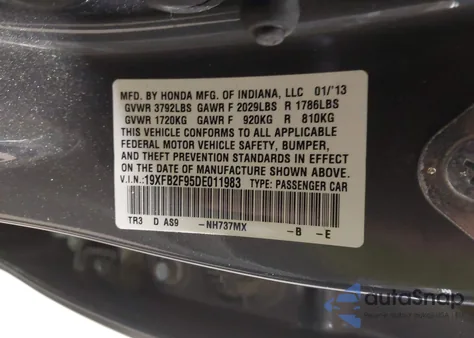 MFD. BY HONDA MFG. OF INDIANA, LLC 01/'13
GVWR 3792LBS GAWR F 2029LBS R 1786LBS
GVWR 1720KG GAWR F 920KG R 810KG
THIS VEHICLE CONFORMS TO ALL APPLICABLE
FEDERAL MOTOR VEHICLE SAFETY, BUMPER,
AND THEFT PREVENTION STANDARDS IN EFFECT
ON THE DATE OF MANUFACTURE SHOWN ABOVE.
V.I.N.:19XFB2F95DE011983 TYPE: PASSENGER CAR
TR3 D AS9 -NH737MX -B -E
autoSnap